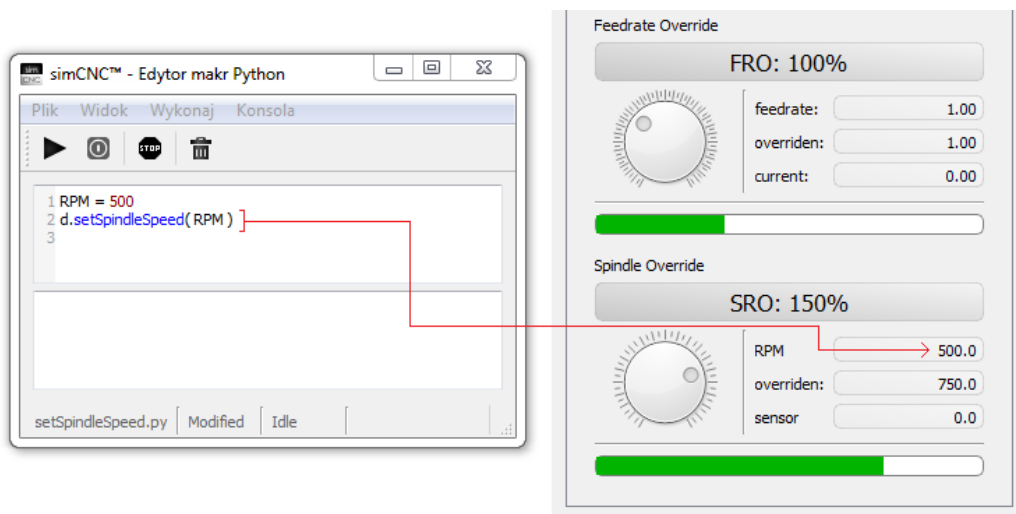 simCNC™ - Edytor makr Python
Plik Widok Wykonaj Konsola
STOP
1 RPM = 500
2 d.setSpindleSpeed( RPM )
3
setSpindleSpeed.py Modified Idle
Feedrate Override
FRO: 100%
feedrate: 1.00
overriden: 1.00
current: 0.00
Spindle Override
SRO: 150%
RPM 500.0
overriden: 750.0
sensor 0.0